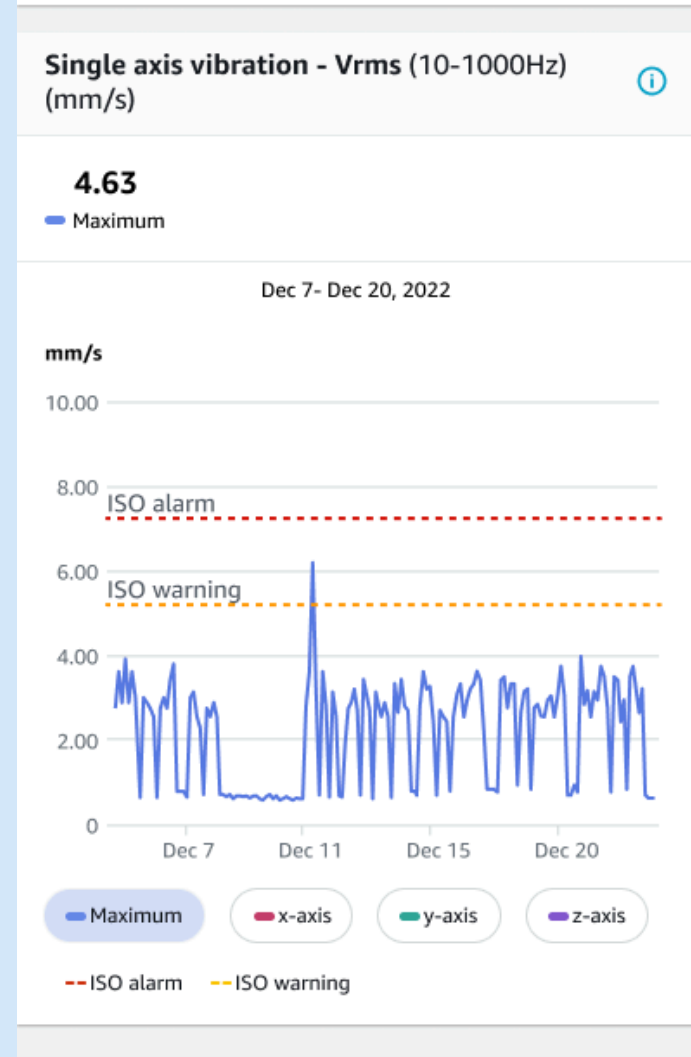 Single axis vibration - Vrms (10-1000Hz)
(mm/s)
4.63
Maximum
Dec 7- Dec 20, 2022
mm/s
10.00
8.00
ISO alarm
6.00
ISO warning
4.00
2.00
0
Dec 7 Dec 11 Dec 15 Dec 20
Maximum x-axis y-axis z-axis
ISO alarm ISO warning